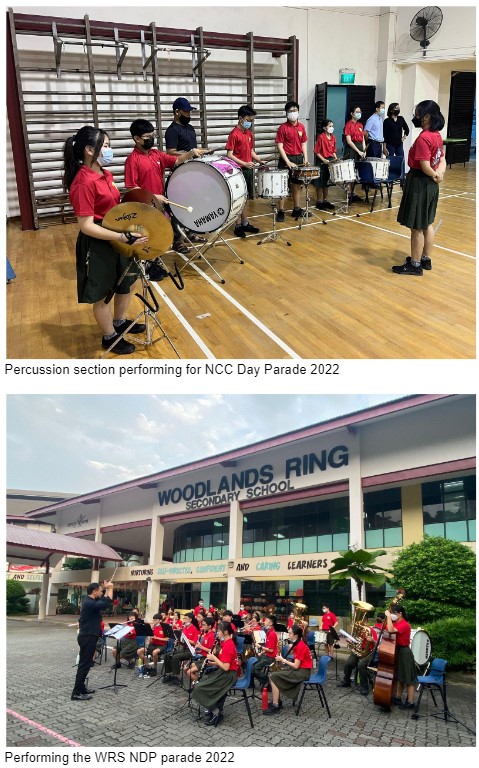 YAMAHA
Percussion section performing for NCC Day Parade 2022
WOODLANDS RING
SECONDARY SCHOOL
NURTURING SELF-DIRECTED, CONFIDENT AND CARING LEARNERS
Performing the WRS NDP parade 2022